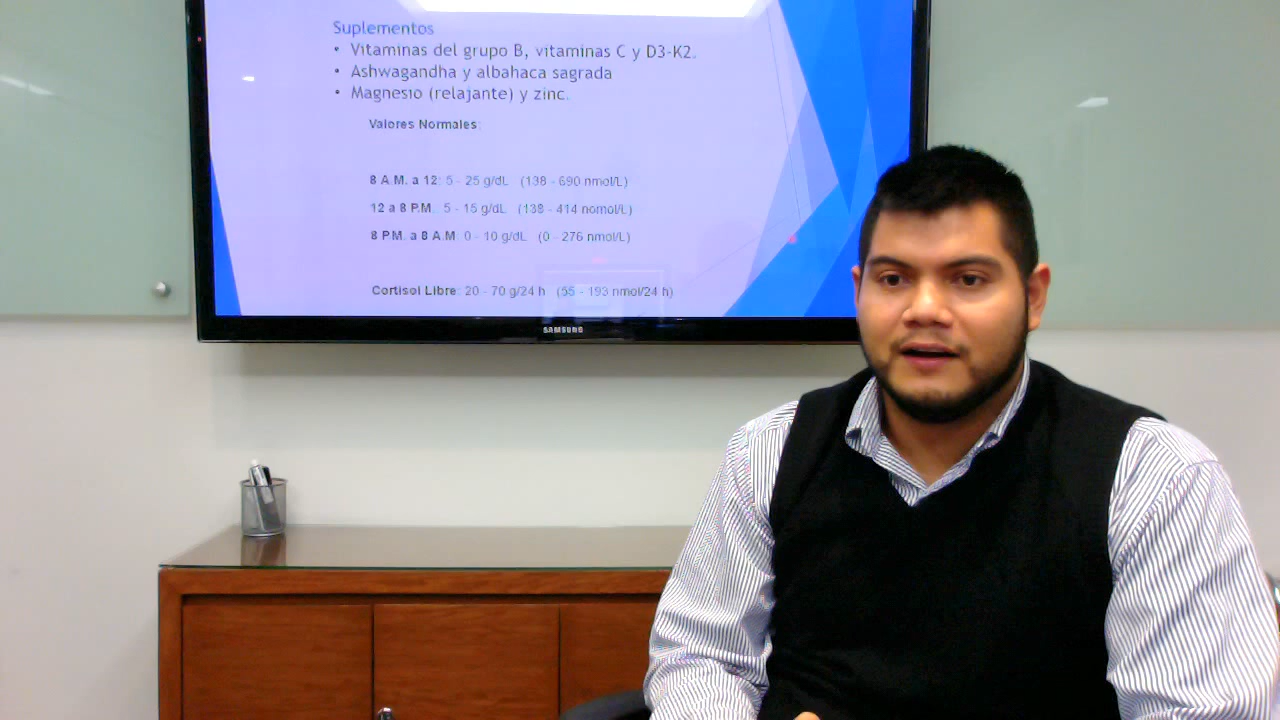 Suplementos
• Vitaminas del grupo B, vitaminas C y D3-K2.
• Ashwagandha y albahaca sagrada
• Magnesio (relajante) y zinc.
Valores Normales:
8 A.M. a 12: 5 - 25 g/dL (138 - 690 nmol/L)
12 a 8 P.M.: 5 - 15 g/dL (138 - 414 nomol/L)
8 P.M. a 8 A.M: 0 - 10 g/dL (0 - 276 nmol/L)
Cortisol Libre: 20 - 70 g/24 h (55 - 193 nmol/24 h)
SAMSUNG